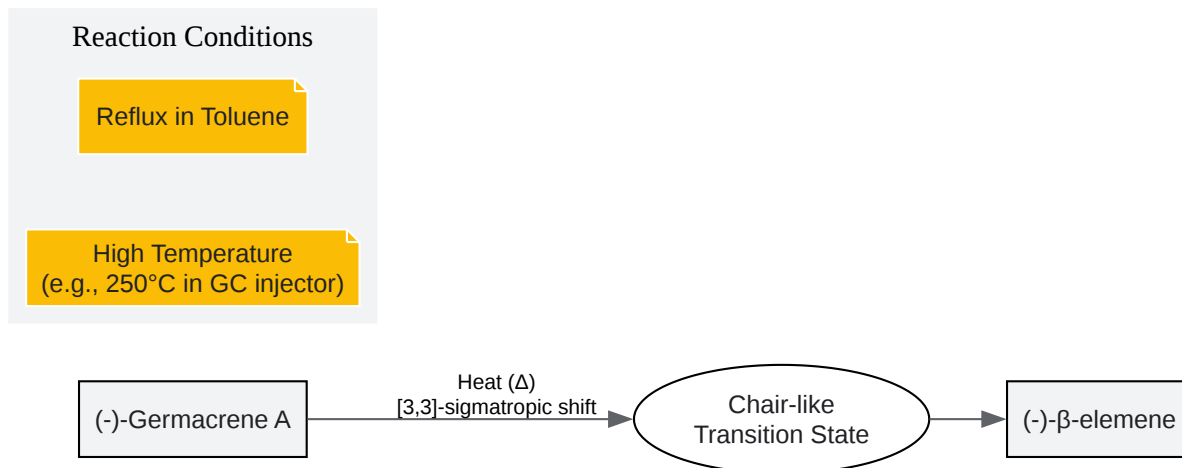 Reaction Conditions
Reflux in Toluene
High Temperature
(e.g., 250°C in GC injector)
Heat (Δ)
[3,3]-sigmatropic shift
(-)-Germacrene A
Chair-like
Transition State
(-)-β-elemene